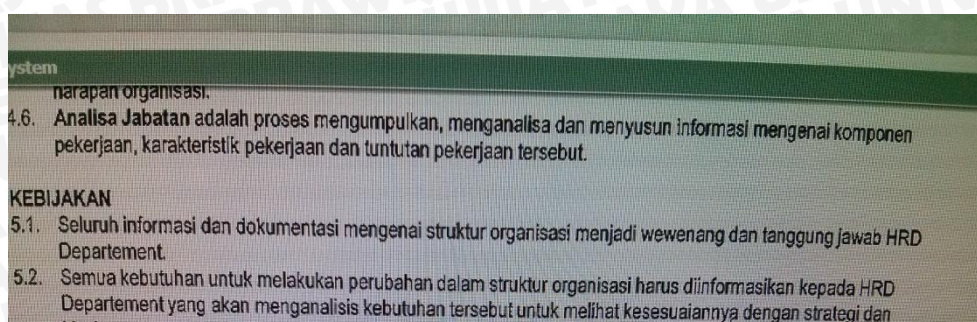 ystem
harapan organisasi.
4.6. Analisa Jabatan adalah proses mengumpulkan, menganalisa dan menyusun informasi mengenai komponen
pekerjaan, karakteristik pekerjaan dan tuntutan pekerjaan tersebut.
KEBIJAKAN
5.1. Seluruh informasi dan dokumentasi mengenai struktur organisasi menjadi wewenang dan tanggung jawab HRD
Departement.
5.2. Semua kebutuhan untuk melakukan perubahan dalam struktur organisasi harus diinformasikan kepada HRD
Departement yang akan menganalisis kebutuhan tersebut untuk melihat kesesuaiannya dengan strategi dan